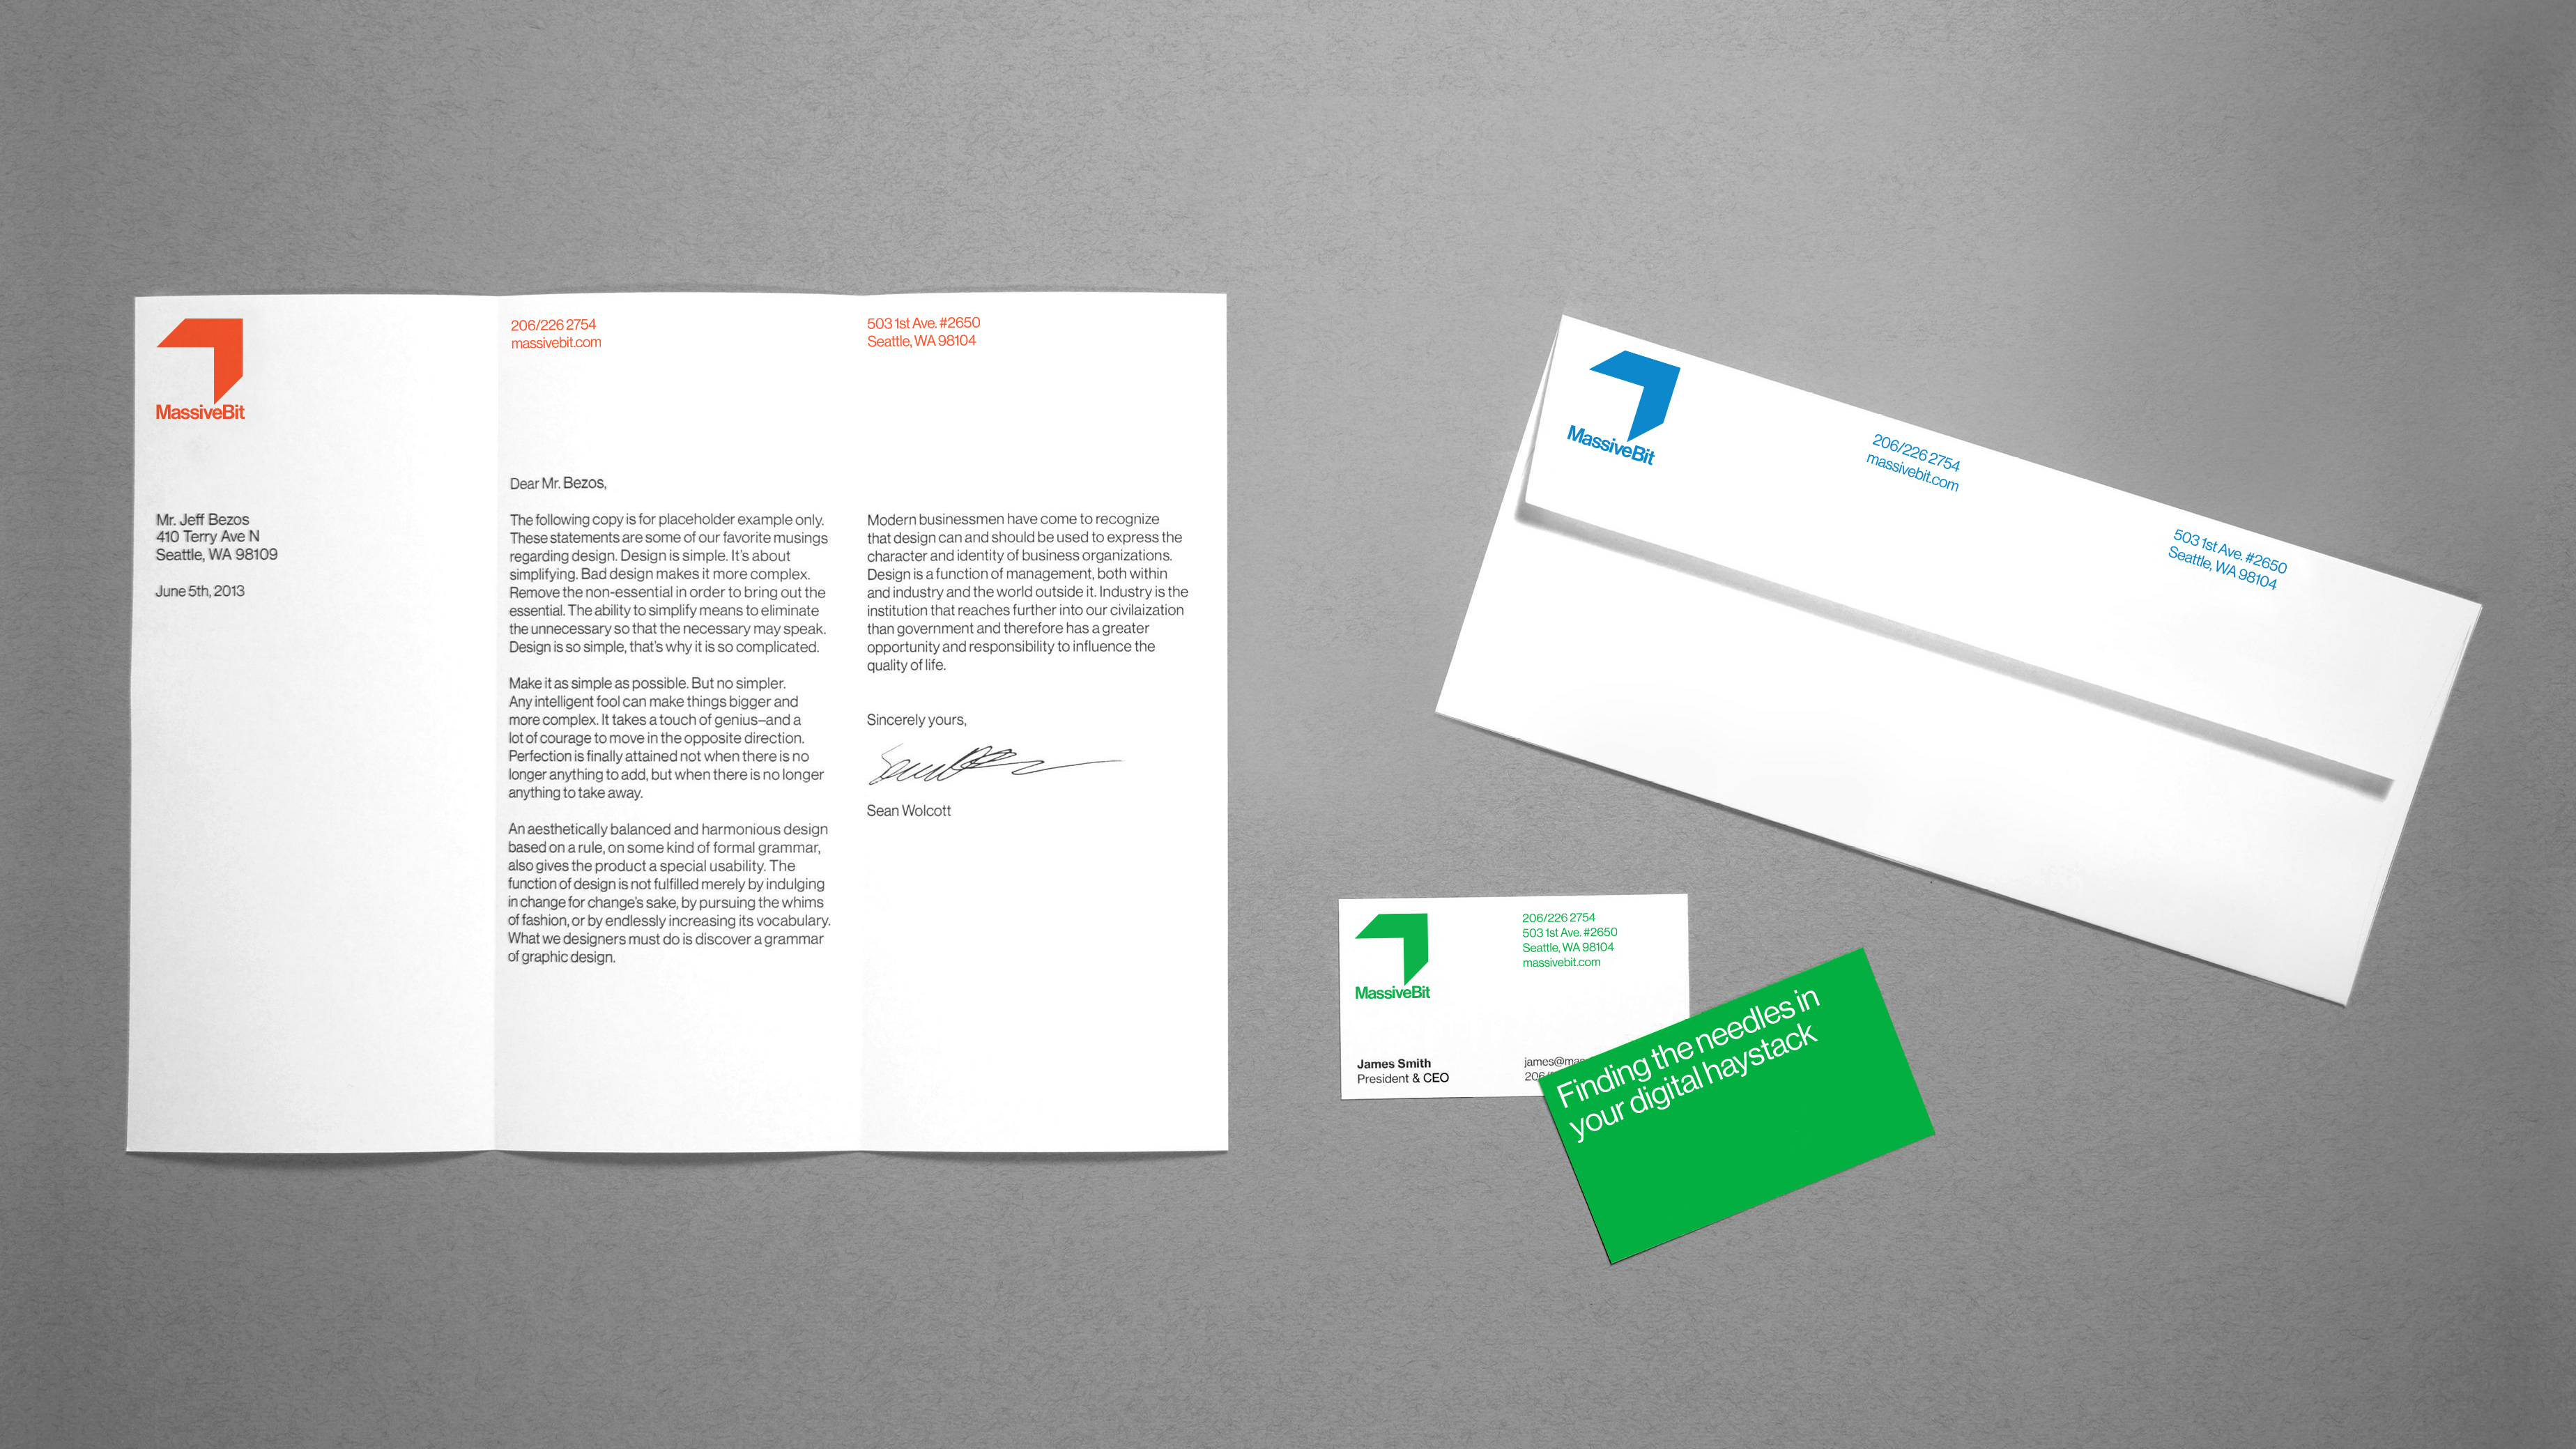 MassiveBit
206/226 2754
massivebit.com
503 1st Ave. #2650
Seattle, WA 98104
Mr. Jeff Bezos
410 Terry Ave N
Seattle, WA 98109
June 5th, 2013
Dear Mr. Bezos,
The following copy is for placeholder example only.
These statements are some of our favorite musings
regarding design. Design is simple. It's about
simplifying. Bad design makes it more complex.
Remove the non-essential in order to bring out the
essential. The ability to simplify means to eliminate
the unnecessary so that the necessary may speak.
Design is so simple, that's why it is so complicated.
Make it as simple as possible. But no simpler.
Any intelligent fool can make things bigger and
more complex. It takes a touch of genius–and a
lot of courage to move in the opposite direction.
Perfection is finally attained not when there is no
longer anything to add, but when there is no longer
anything to take away.
An aesthetically balanced and harmonious design
based on a rule, on some kind of formal grammar,
also gives the product a special usability. The
function of design is not fulfilled merely by indulging
in change for change's sake, by pursuing the whims
of fashion, or by endlessly increasing its vocabulary.
What we designers must do is discover a grammar
of graphic design.
Modern businessmen have come to recognize
that design can and should be used to express the
character and identity of business organizations.
Design is a function of management, both within
and industry and the world outside it. Industry is the
institution that reaches further into our civilaization
than government and therefore has a greater
opportunity and responsibility to influence the
quality of life.
Sincerely yours,
Sean Wolcott
MassiveBit
206/226 2754
massivebit.com
503 1st Ave. #2650
Seattle, WA 98104
MassiveBit
206/226 2754
503 1st Ave. #2650
Seattle, WA 98104
massivebit.com
James Smith
President & CEO
james@mas
206/
Finding the needles in
your digital haystack